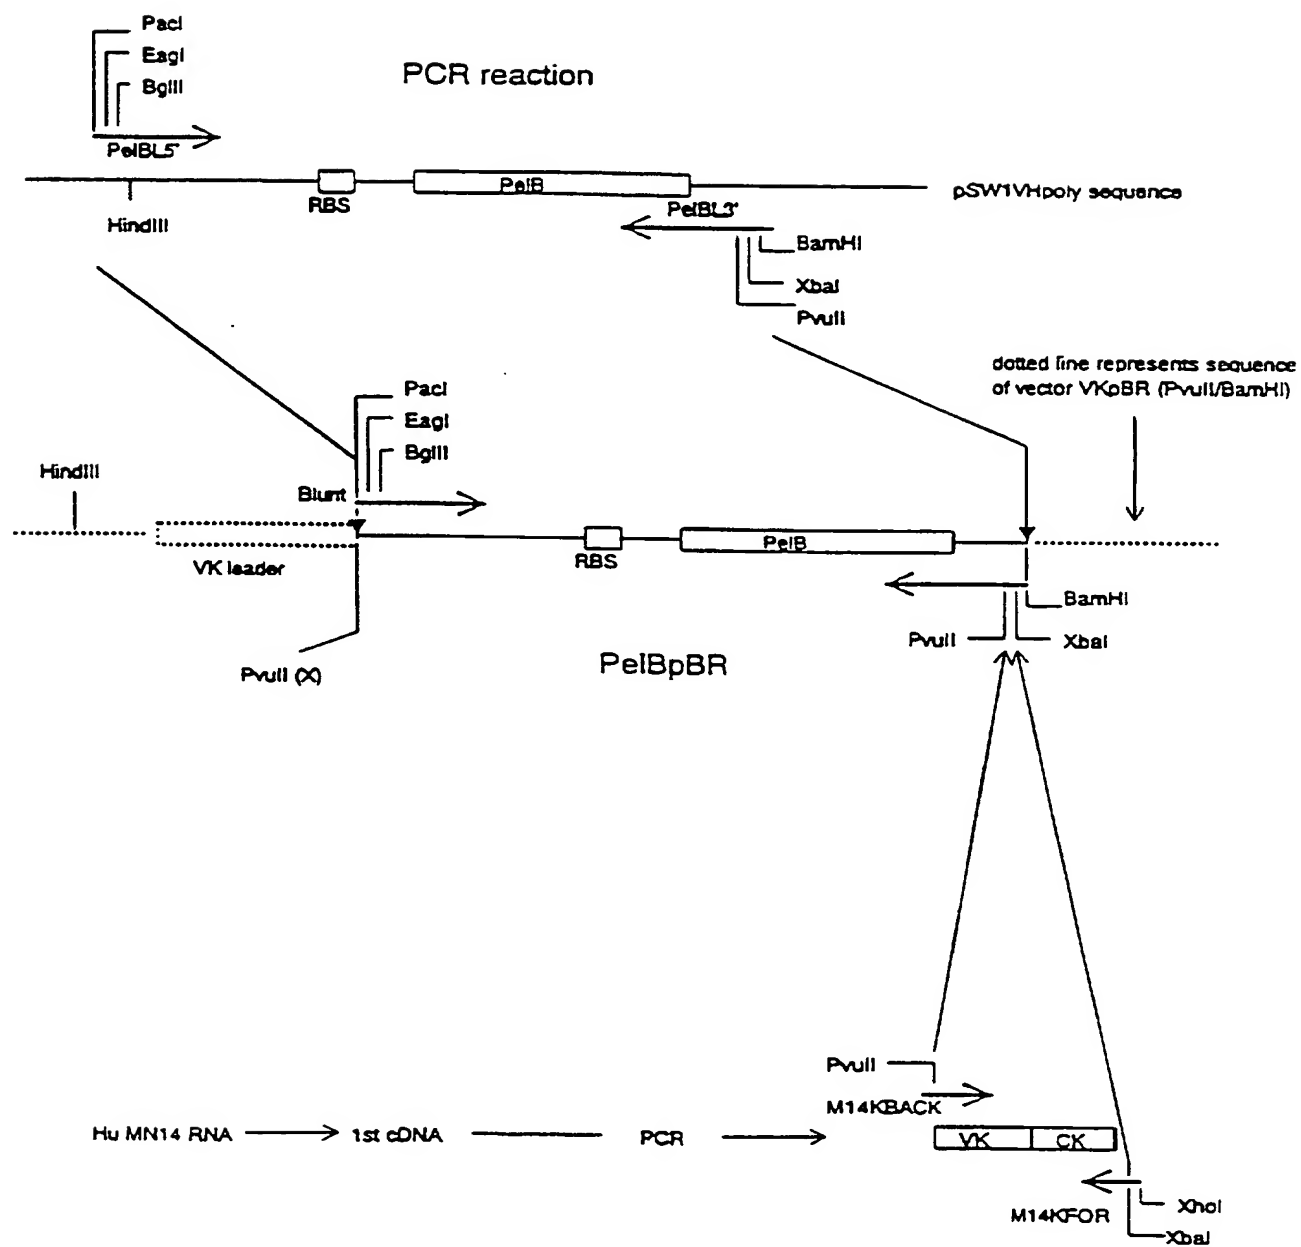 PacI
EagI
BglII
PCR reaction
PelBL5'
PelB
pSW1VHpoly sequence
RBS
PelBL3'
HindIII
BamHI
XbaI
PvuII
dotted line represents sequence
of vector VKpBR (PvuII/BamHI)
PacI
EagI
BglII
HindIII
Blunt
PelB
VK leader
RBS
BamHI
PvuII
XbaI
PvuII (X)
PelBpBR
PvuII
M14KBACK
Hu MN14 RNA
1st cDNA
PCR
VK
CK
M14KFOR
XhoI
XbaI